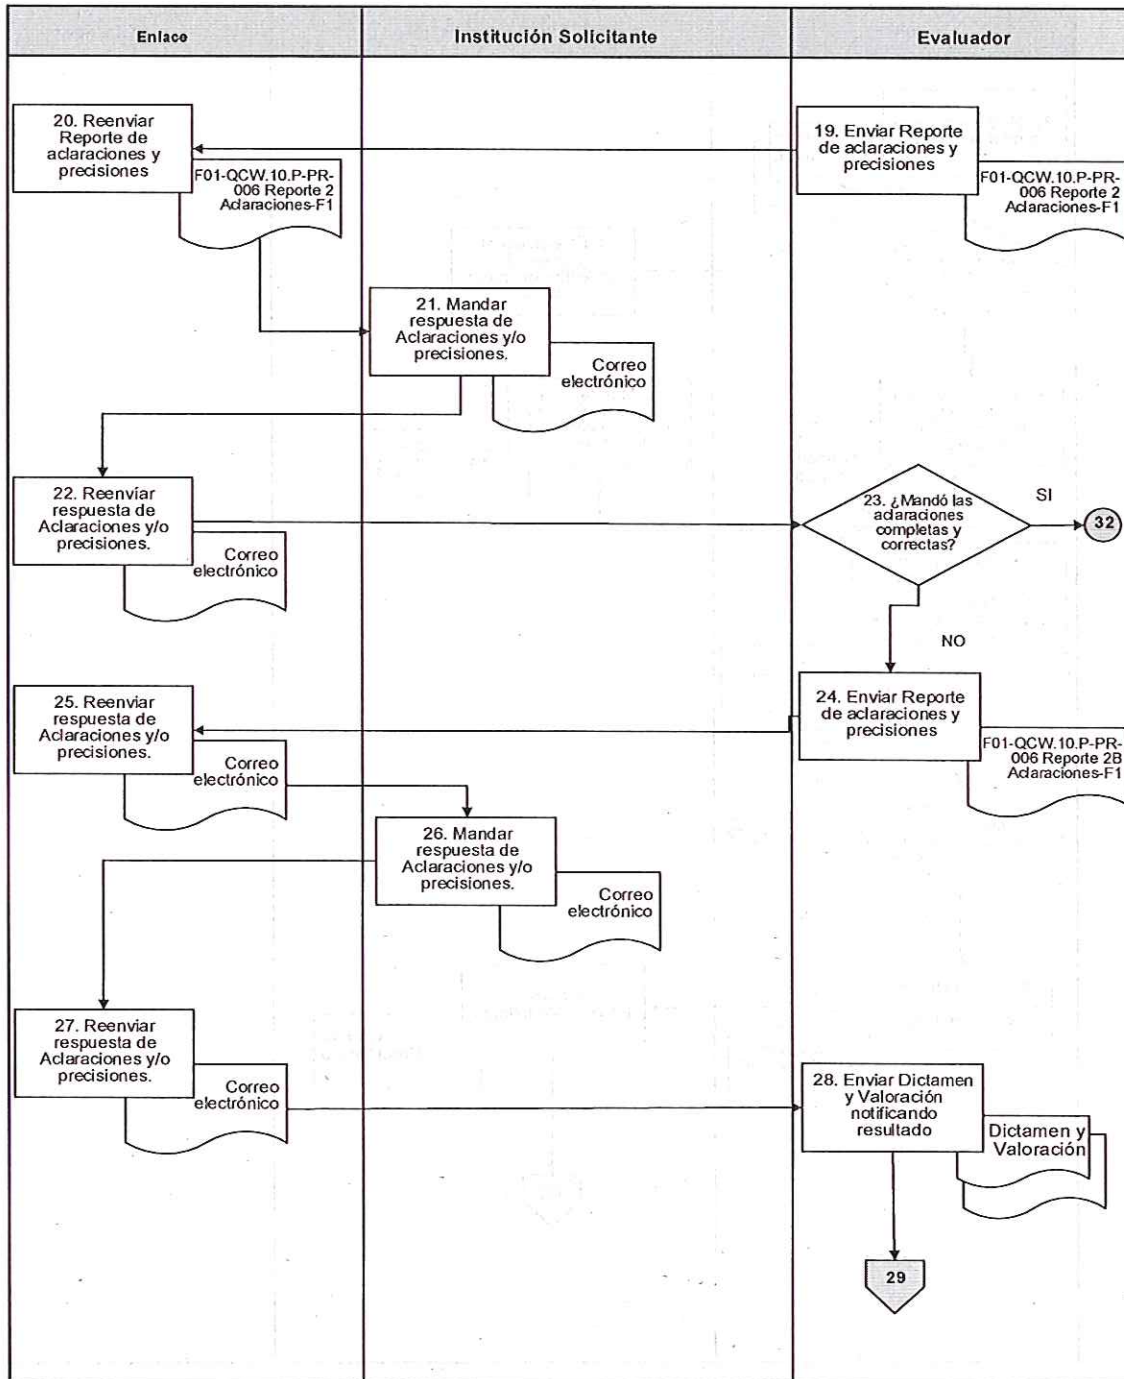 Enlace
Institución Solicitante
Evaluador
20. Reenviar
Reporte de
aclaraciones y
precisiones
F01-QCW.10.P-PR-
006 Reporte 2
Aclaraciones-F1
19. Enviar Reporte
de aclaraciones y
precisiones
F01-QCW.10.P-PR-
006 Reporte 2
Aclaraciones-F1
21. Mandar
respuesta de
Aclaraciones y/o
precisiones.
Correo
electrónico
22. Reenvíar
respuesta de
Aclaraciones y/o
precisiones.
Correo
electrónico
23. ¿Mandó las
aclaraciones
completas y
correctas?
SI
32
NO
24. Enviar Reporte
de aclaraciones y
precisiones
F01-QCW.10.P-PR-
006 Reporte 2B
Aclaraciones-F1
25. Reenviar
respuesta de
Aclaraciones y/o
precisiones.
Correo
electrónico
26. Mandar
respuesta de
Aclaraciones y/o
precisiones.
Correo
electrónico
27. Reenviar
respuesta de
Aclaraciones y/o
precisiones.
Correo
electrónico
28. Enviar Dictamen
y Valoración
notificando
resultado
Dictamen y
Valoración
29